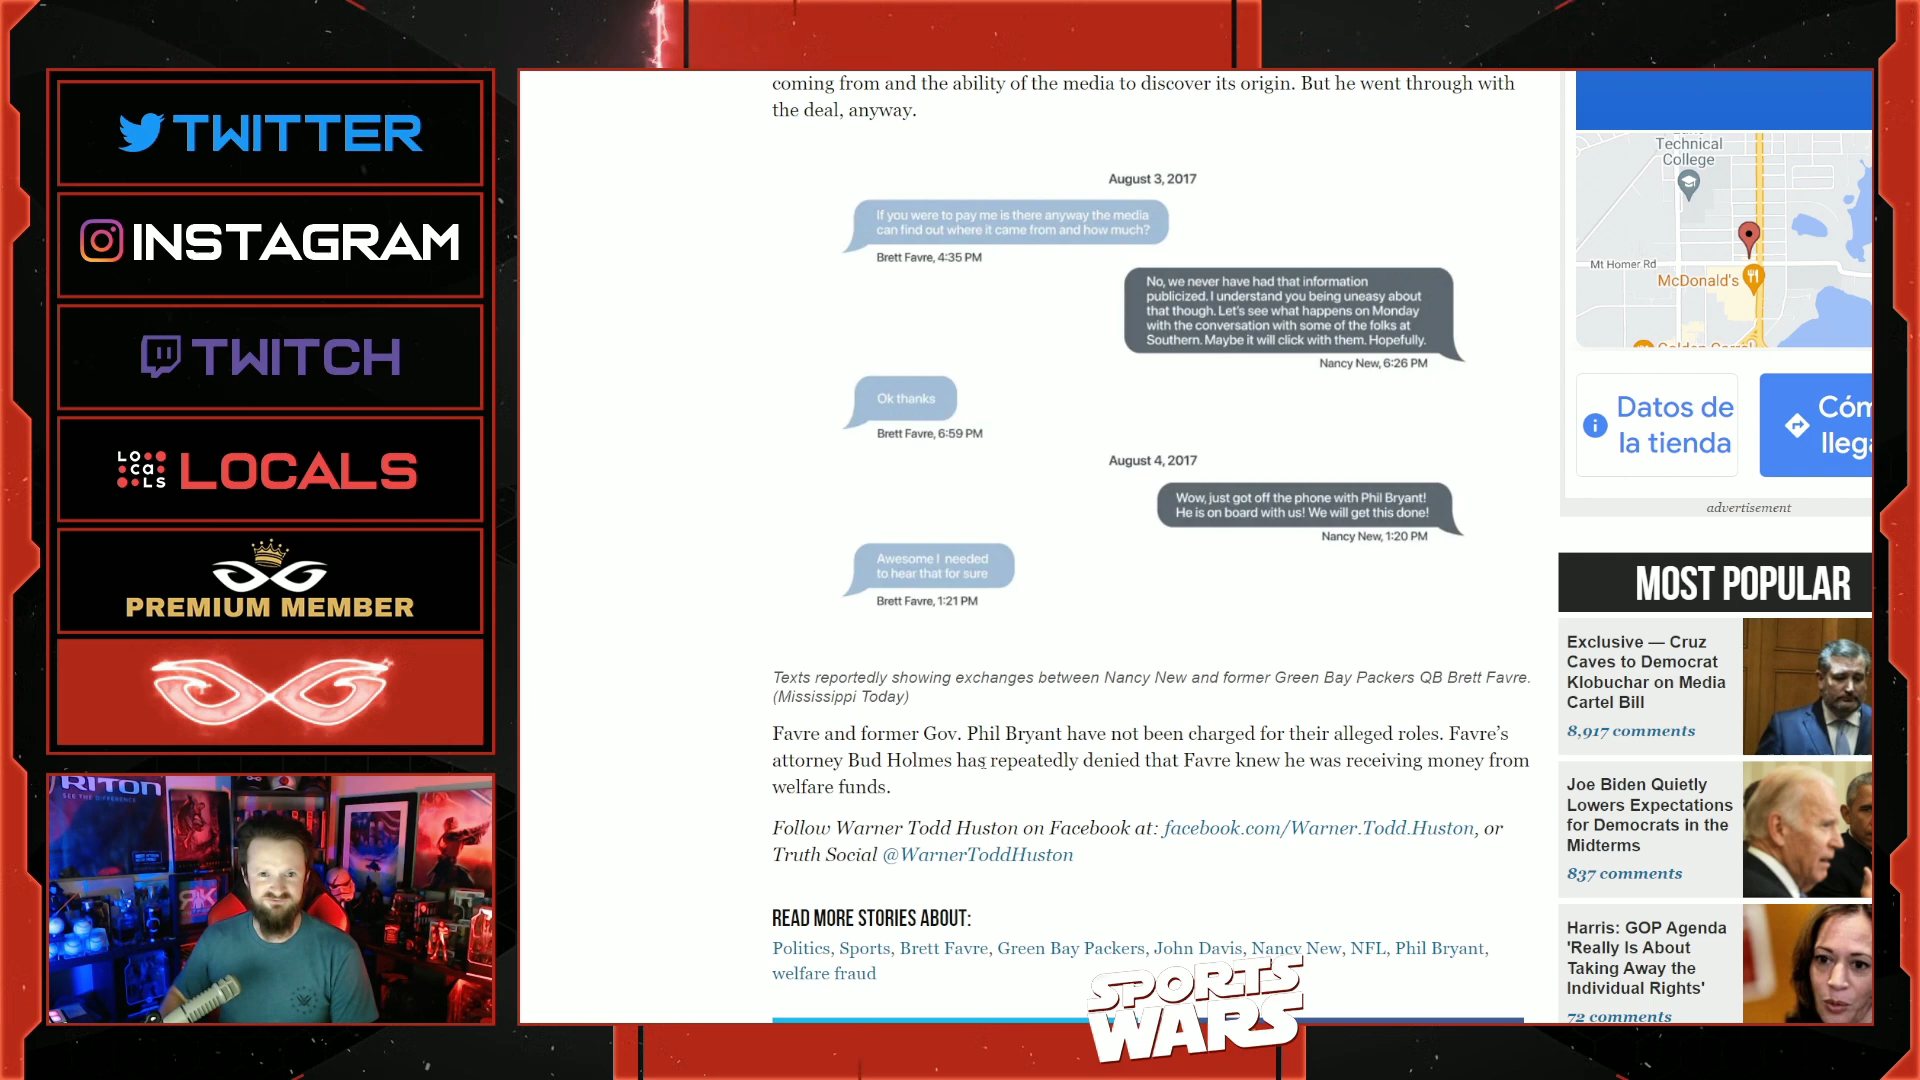 TWITTER
INSTAGRAM
TWITCH
LOCALS
LOCALS
PREMIUM MEMBER
RITON
SEE THE DIFFERENCE
coming from and the ability of the media to discover its origin. But he went through with
the deal, anyway.
August 3, 2017
If you were to pay me is there anyway the media
can find out where it came from and how much?
Brett Favre, 4:35 PM
No, we never have had that information
publicized. I understand you being uneasy about
that though. Let's see what happens on Monday
with the conversation with some of the folks at
Southern. Maybe it will click with them. Hopefully.
Nancy New, 6:26 PM
Ok thanks
Brett Favre, 6:59 PM
August 4, 2017
Wow, just got off the phone with Phil Bryant!
He is on board with us! We will get this done!
Nancy New, 1:20 PM
Awesome I needed
to hear that for sure
Brett Favre, 1:21 PM
Texts reportedly showing exchanges between Nancy New and former Green Bay Packers QB Brett Favre.
(Mississippi Today)
Favre and former Gov. Phil Bryant have not been charged for their alleged roles. Favre's
attorney Bud Holmes has repeatedly denied that Favre knew he was receiving money from
welfare funds.
Follow Warner Todd Huston on Facebook at: facebook.com/Warner.Todd.Huston, or
Truth Social @WarnerToddHuston
READ MORE STORIES ABOUT:
Politics, Sports, Brett Favre, Green Bay Packers, John Davis, Nancy New, NFL, Phil Bryant,
welfare fraud
SPORTS
WARS
Technical
College
Mt Homer Rd
McDonald's
Golden Corral
Datos de
la tienda
Cóm
llega
advertisement
MOST POPULAR
Exclusive — Cruz
Caves to Democrat
Klobuchar on Media
Cartel Bill
8,917 comments
Joe Biden Quietly
Lowers Expectations
for Democrats in the
Midterms
837 comments
Harris: GOP Agenda
'Really Is About
Taking Away the
Individual Rights'
72 comments